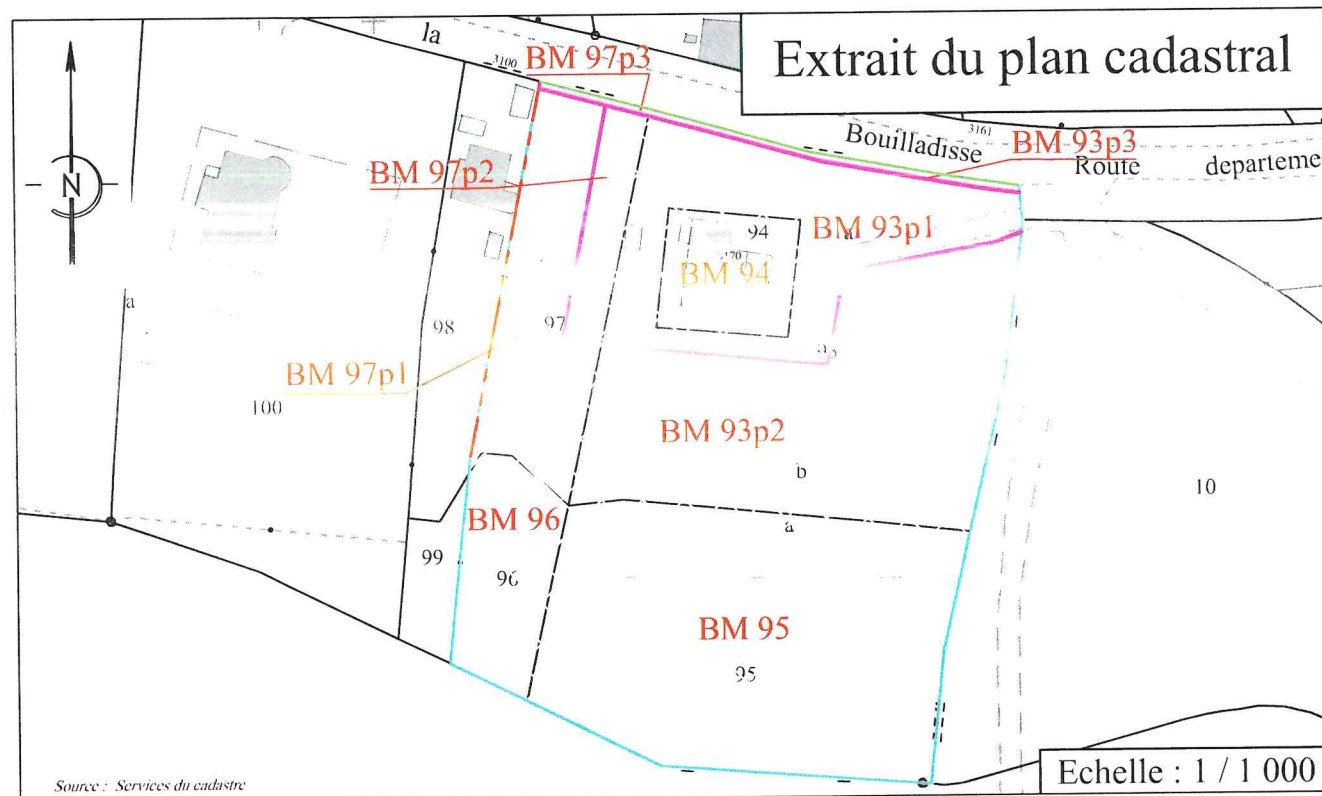 Extrait du plan cadastral
la
3100
BM 97p3
Bouilladisse
3161
BM 93p3
Route departeme
BM 97p2
N
94
BM 93p1
a
170
BM 94
a
98
97
93
BM 97p1
100
BM 93p2
b
10
a
BM 96
99
96
BM 95
95
Source : Services du cadastre
Echelle : 1 / 1 000